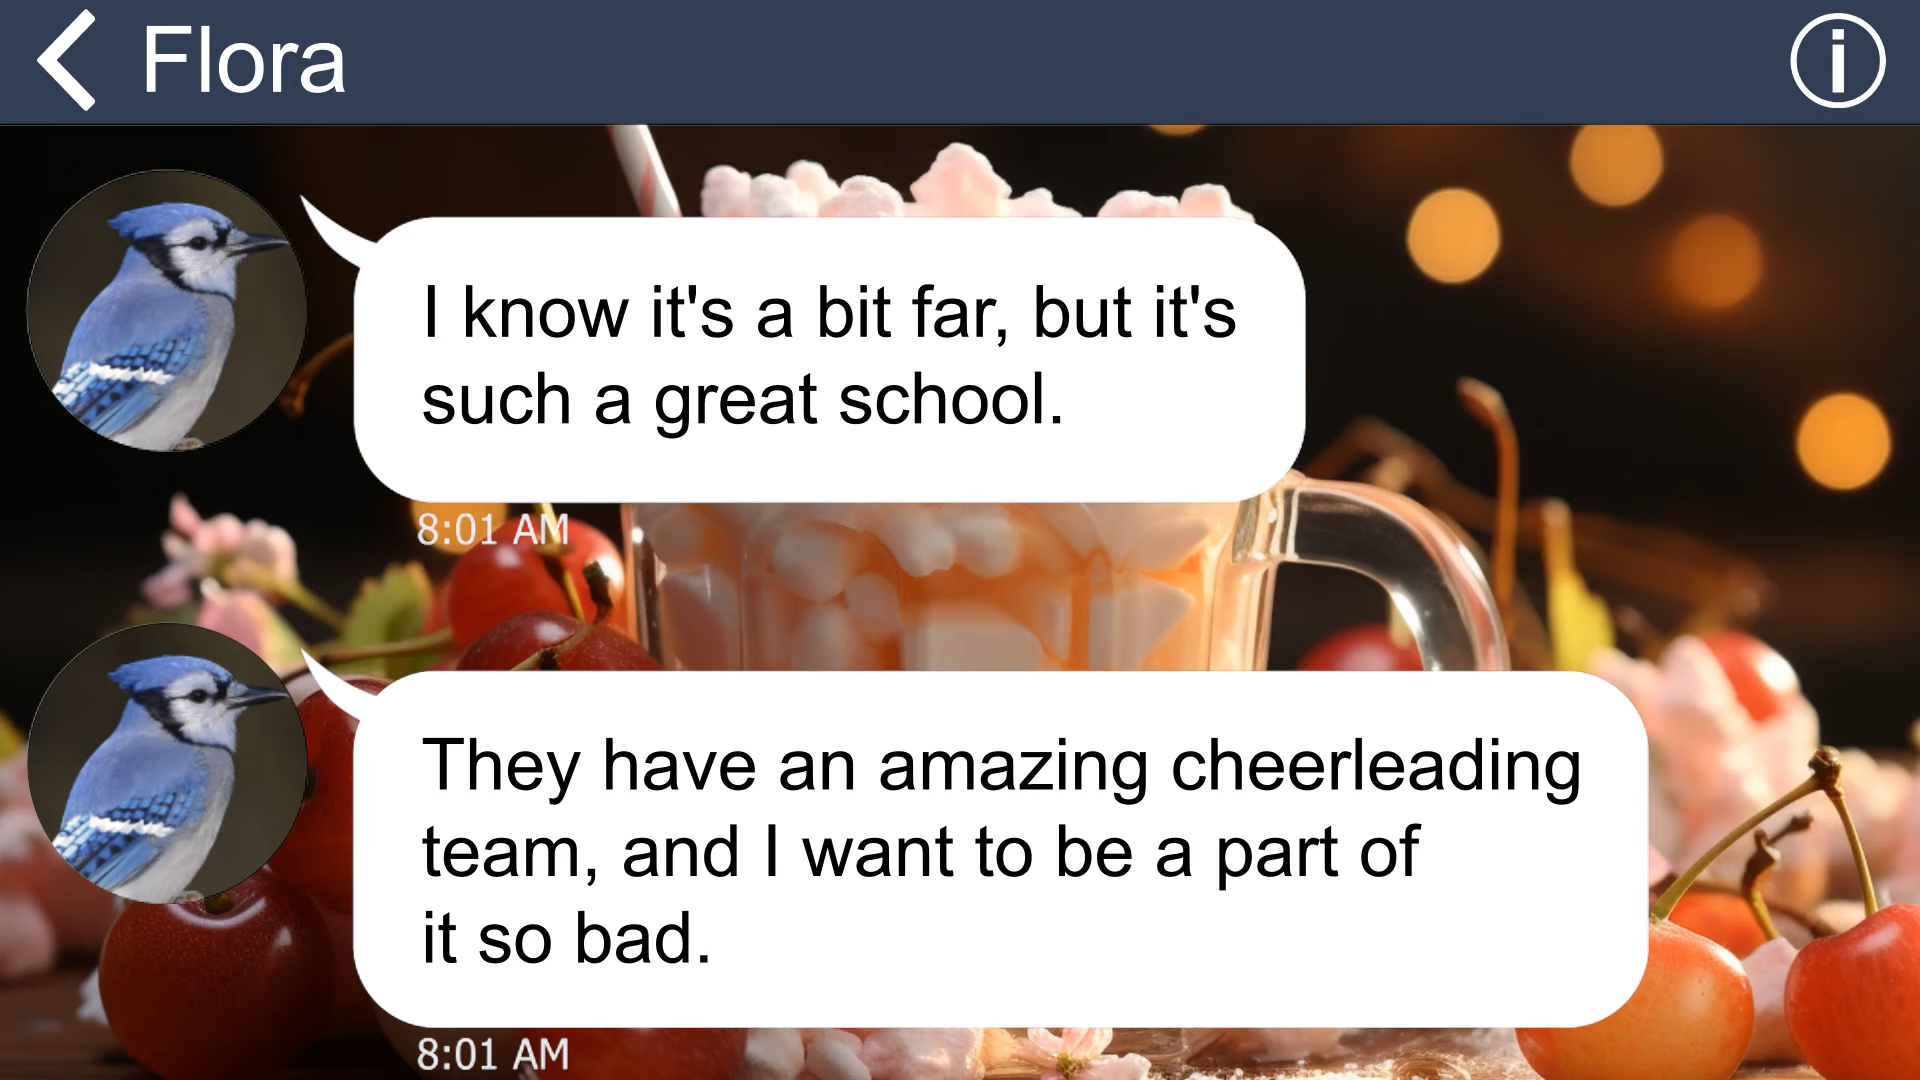 Flora
I know it's a bit far, but it's
such a great school.
8:01 AM
They have an amazing cheerleading
team, and I want to be a part of
it so bad.
8:01 AM